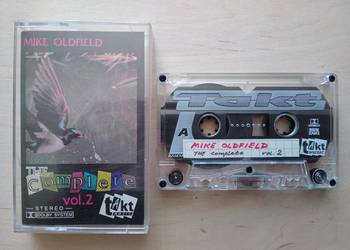 MIKE OLDFIELD
The
Complete
vol.2
STEREO
DOLBY SYSTEM
takt
Takt
A
MIKE OLDFIELD
THE complete vol. 2
takt